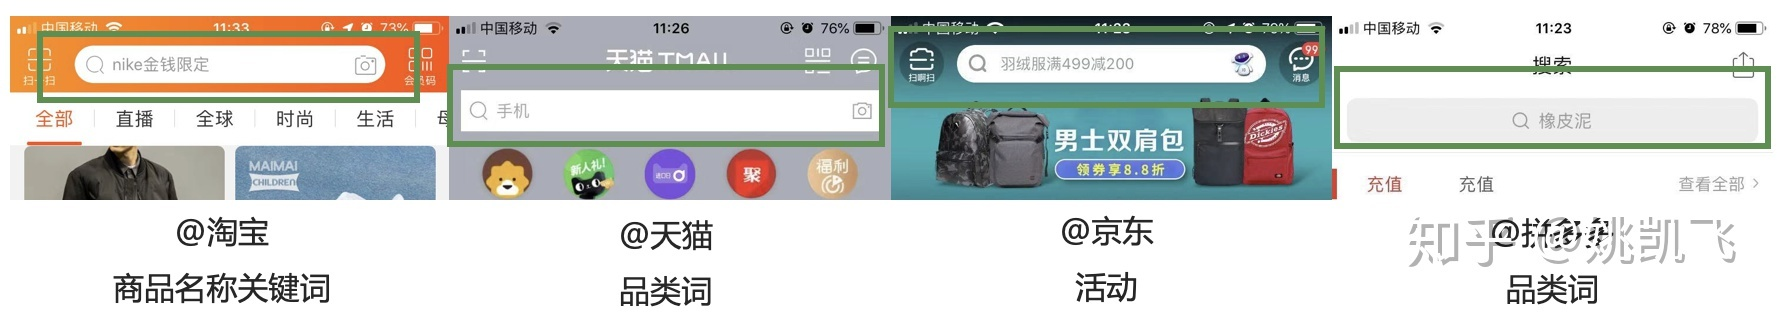 中国移动 11:33 73%
nike金钱限定
扫一扫
会员码
全部 直播 全球 时尚 生活
MAIMAI
CHILDREN
@淘宝
商品名称关键词
中国移动 11:26 76%
天猫 TMALL
手机
新人礼!
聚
福利
@天猫
品类词
中国移动
扫啊扫
羽绒服满499减200
99
消息
男士双肩包
领券享8.8折
Dickies
@京东
活动
中国移动 11:23 78%
搜索
橡皮泥
充值 充值 查看全部
@拼多多
品类词
知乎 @姚凯飞